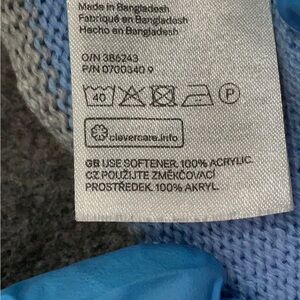 Made in Bangladesh
Fabriqué en Bangladesh
Hecho en Bangladesh
O/N 386243
P/N 0700340 9
40 P
clevercare.info
GB USE SOFTENER. 100% ACRYLIC.
CZ POUŽIJTE ZMĚKČOVACÍ
PROSTŘEDEK. 100% AKRYL.